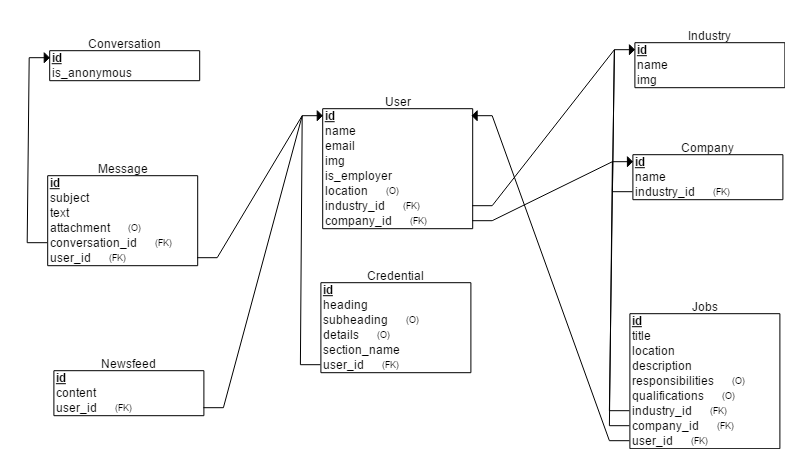 Conversation
id
is_anonymous
Message
id
subject
text
attachment (O)
conversation_id (FK)
user_id (FK)
Newsfeed
id
content
user_id (FK)
User
id
name
email
img
is_employer
location (O)
industry_id (FK)
company_id (FK)
Credential
id
heading
subheading (O)
details (O)
section_name
user_id (FK)
Industry
id
name
img
Company
id
name
industry_id (FK)
Jobs
id
title
location
description
responsibilities (O)
qualifications (O)
industry_id (FK)
company_id (FK)
user_id (FK)